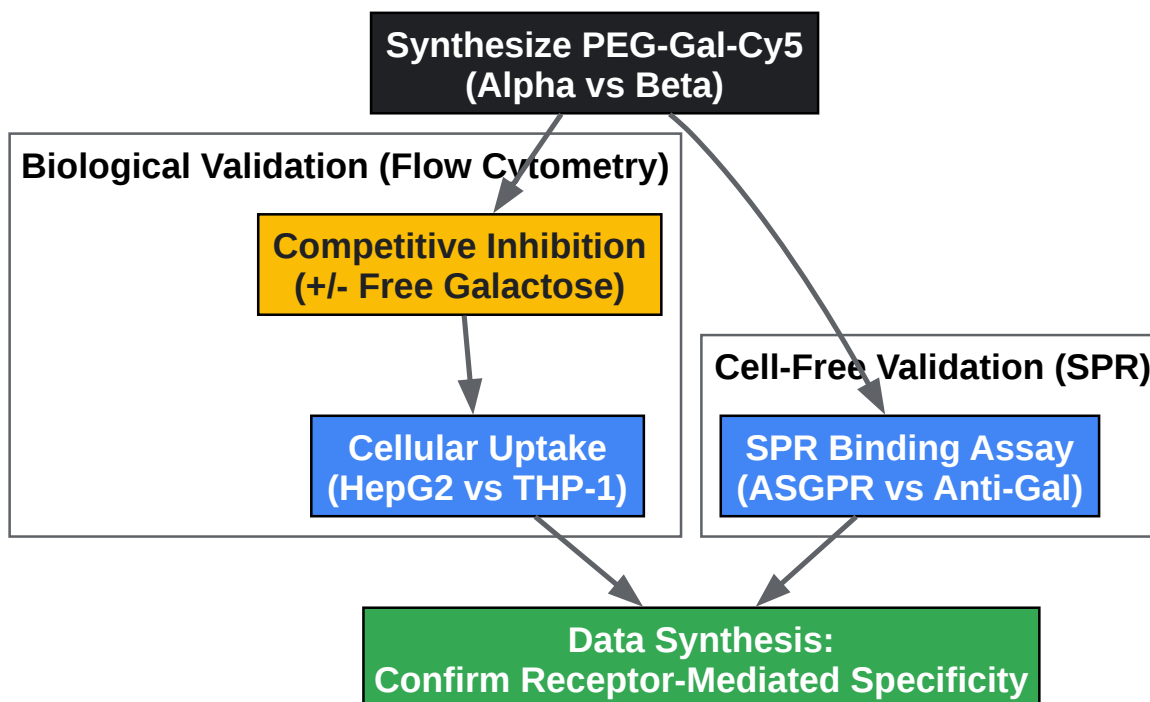 Synthesize PEG-Gal-Cy5
(Alpha vs Beta)
Biological Validation (Flow Cytometry)
Competitive Inhibition
(+/- Free Galactose)
Cellular Uptake
(HepG2 vs THP-1)
Cell-Free Validation (SPR)
SPR Binding Assay
(ASGPR vs Anti-Gal)
Data Synthesis:
Confirm Receptor-Mediated Specificity